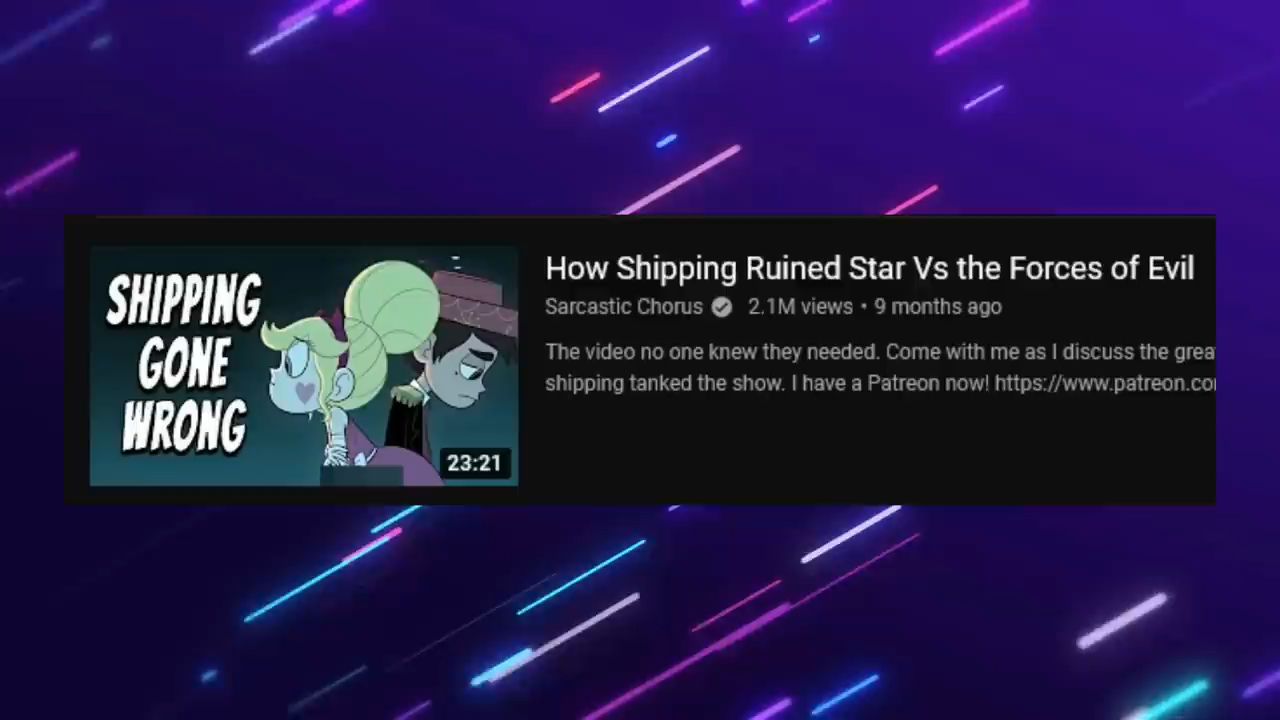 SHIPPING
GONE
WRONG
23:21
How Shipping Ruined Star Vs the Forces of Evil
Sarcastic Chorus 2.1M views • 9 months ago
The video no one knew they needed. Come with me as I discuss the
shipping tanked the show. I have a Patreon now! https://www.patreon.co